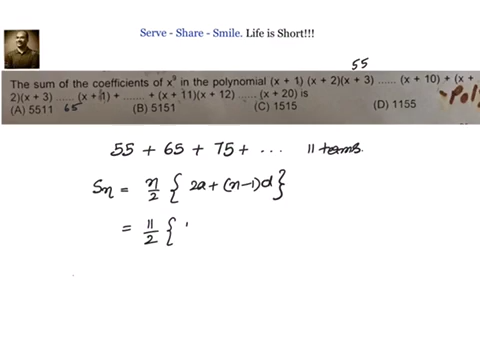 Serve - Share - Smile. Life is Short!!!
55
The sum of the coefficients of x⁹ in the polynomial (x + 1) (x + 2)(x + 3) ...... (x + 10) + (x +
2)(x + 3) ...... (x + 11) + ........ + (x + 11)(x + 12) ...... (x + 20) is
(A) 5511 65 (B) 5151 (C) 1515 (D) 1155
55 + 65 + 75 + ... 11 terms.
Sn = n/2 { 2a + (n-1)d }
= 11/2 {